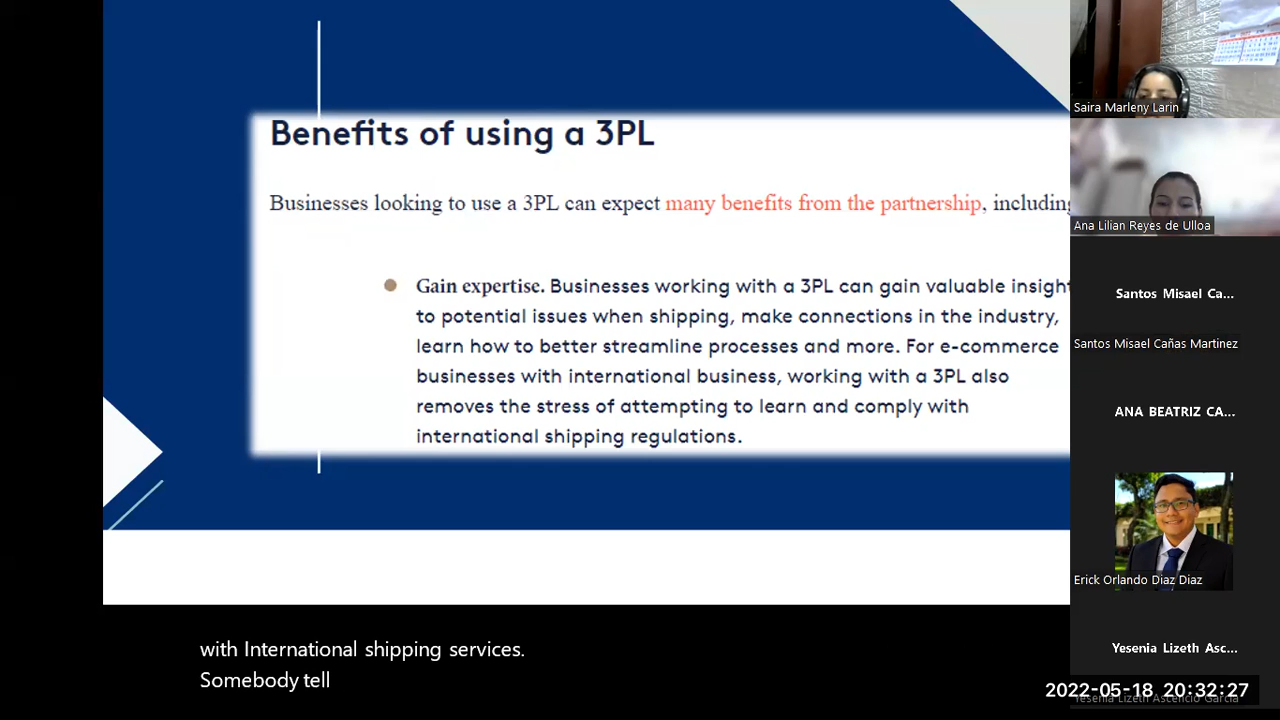 Benefits of using a 3PL
Businesses looking to use a 3PL can expect many benefits from the partnership, including
Gain expertise. Businesses working with a 3PL can gain valuable insight
to potential issues when shipping, make connections in the industry,
learn how to better streamline processes and more. For e-commerce
businesses with international business, working with a 3PL also
removes the stress of attempting to learn and comply with
international shipping regulations.
with International shipping services.
Somebody tell
Saira Marleny Larin
Ana Lilian Reyes de Ulloa
Santos Misael Ca...
Santos Misael Cañas Martinez
ANA BEATRIZ CA...
Erick Orlando Diaz Diaz
Yesenia Lizeth Asc...
Yesenia Lizeth Ascencio Garcia
2022-05-18 20:32:27